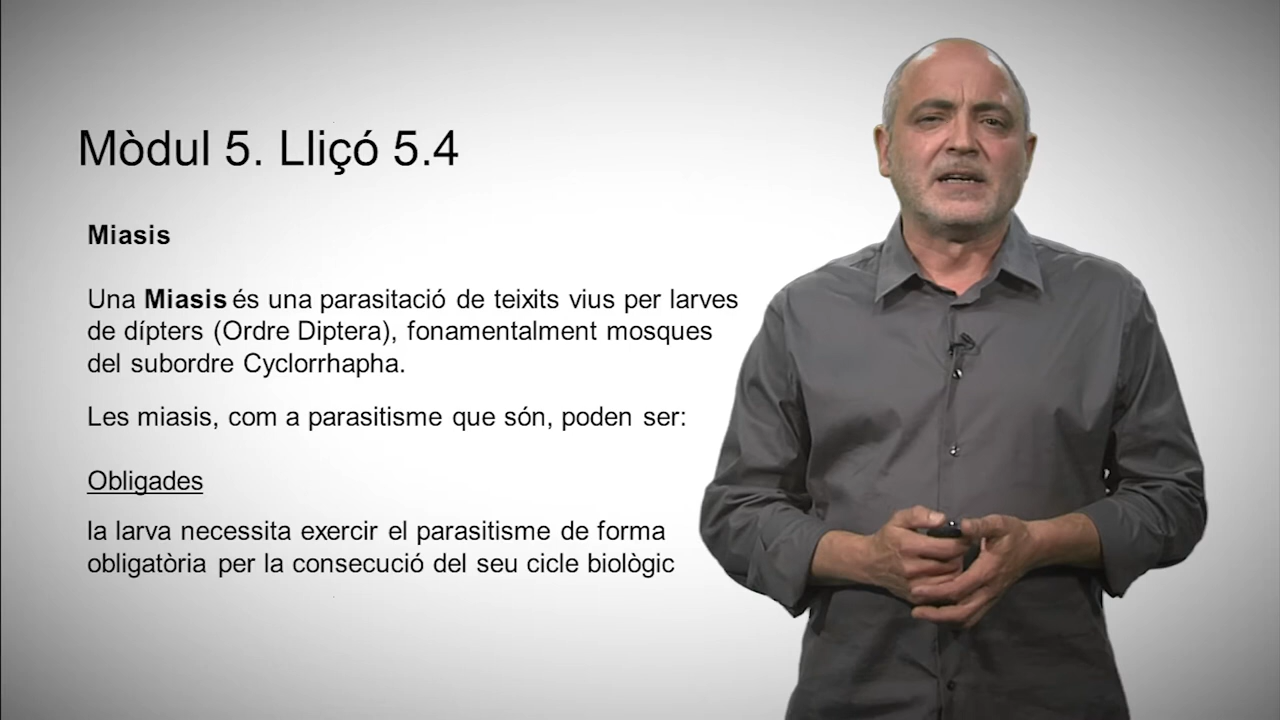 Mòdul 5. Lliçó 5.4
Miasis
Una Miasis és una parasitació de teixits vius per larves
de dípters (Ordre Diptera), fonamentalment mosques
del subordre Cyclorrhapha.
Les miasis, com a parasitisme que són, poden ser:
Obligades
la larva necessita exercir el parasitisme de forma
obligatòria per la consecució del seu cicle biològic